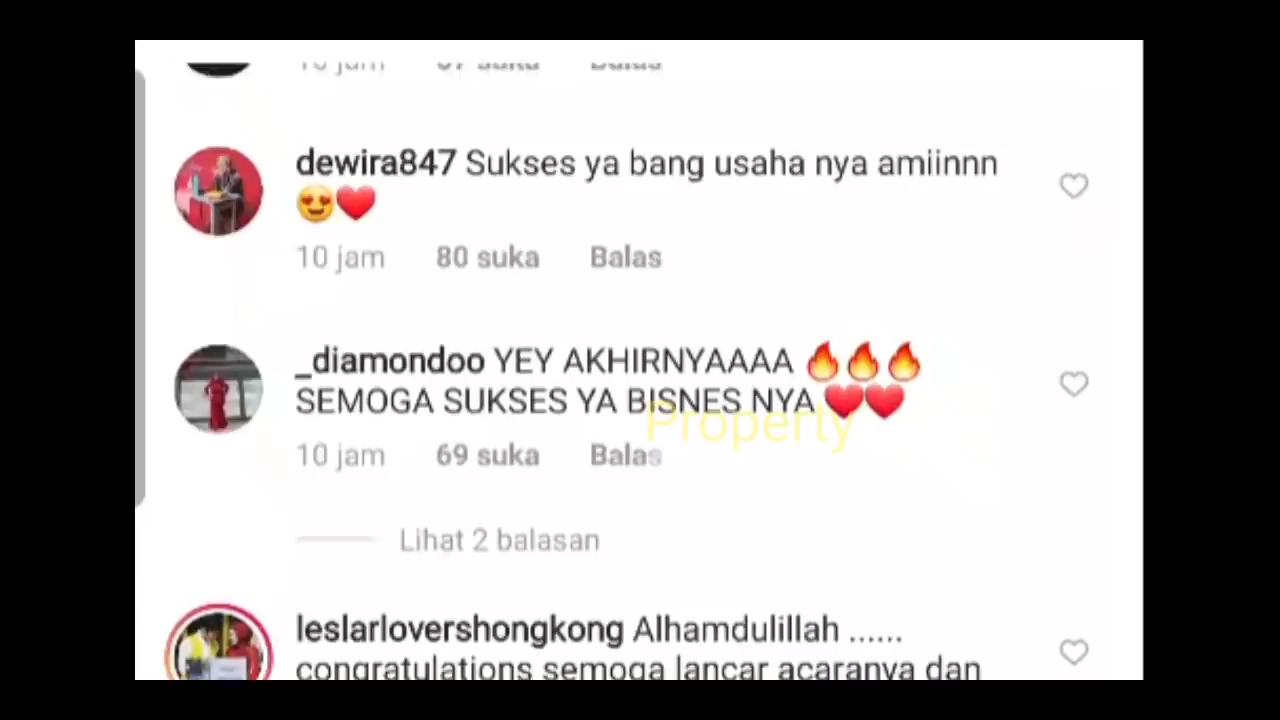 dewira847 Sukses ya bang usaha nya amiinnn
😍❤️
10 jam 80 suka Balas
_diamondoo YEY AKHIRNYAAAA 🔥🔥🔥
SEMOGA SUKSES YA BISNES NYA ❤️❤️
Property
10 jam 69 suka Balas
Lihat 2 balasan
leslarlovershongkong Alhamdulillah ......
congratulations semoga lancar acaranya dan